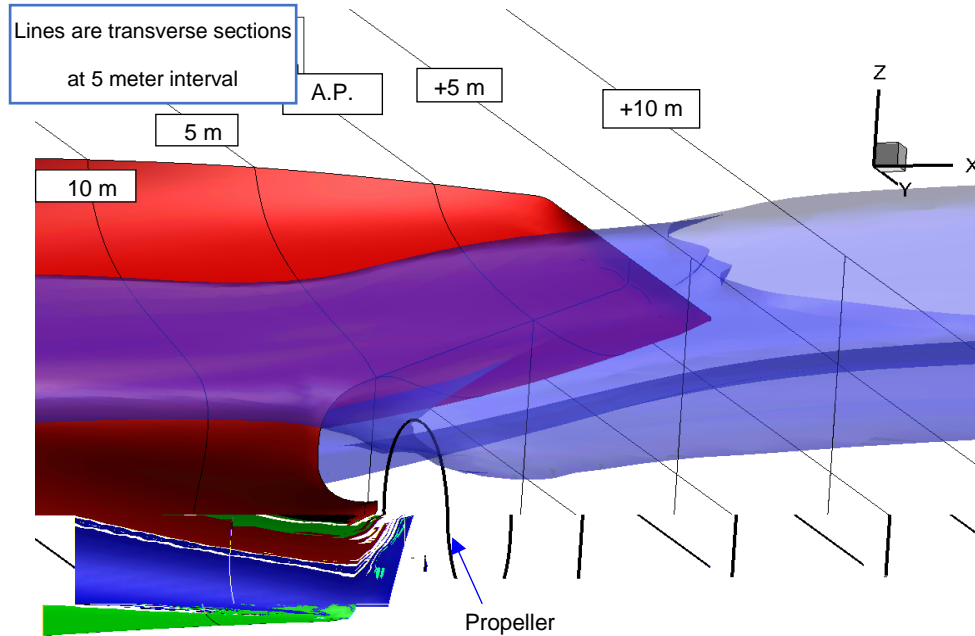 Lines are transverse sections
at 5 meter interval
A.P.
+5 m
+10 m
5 m
10 m
Z
X
Y
Propeller